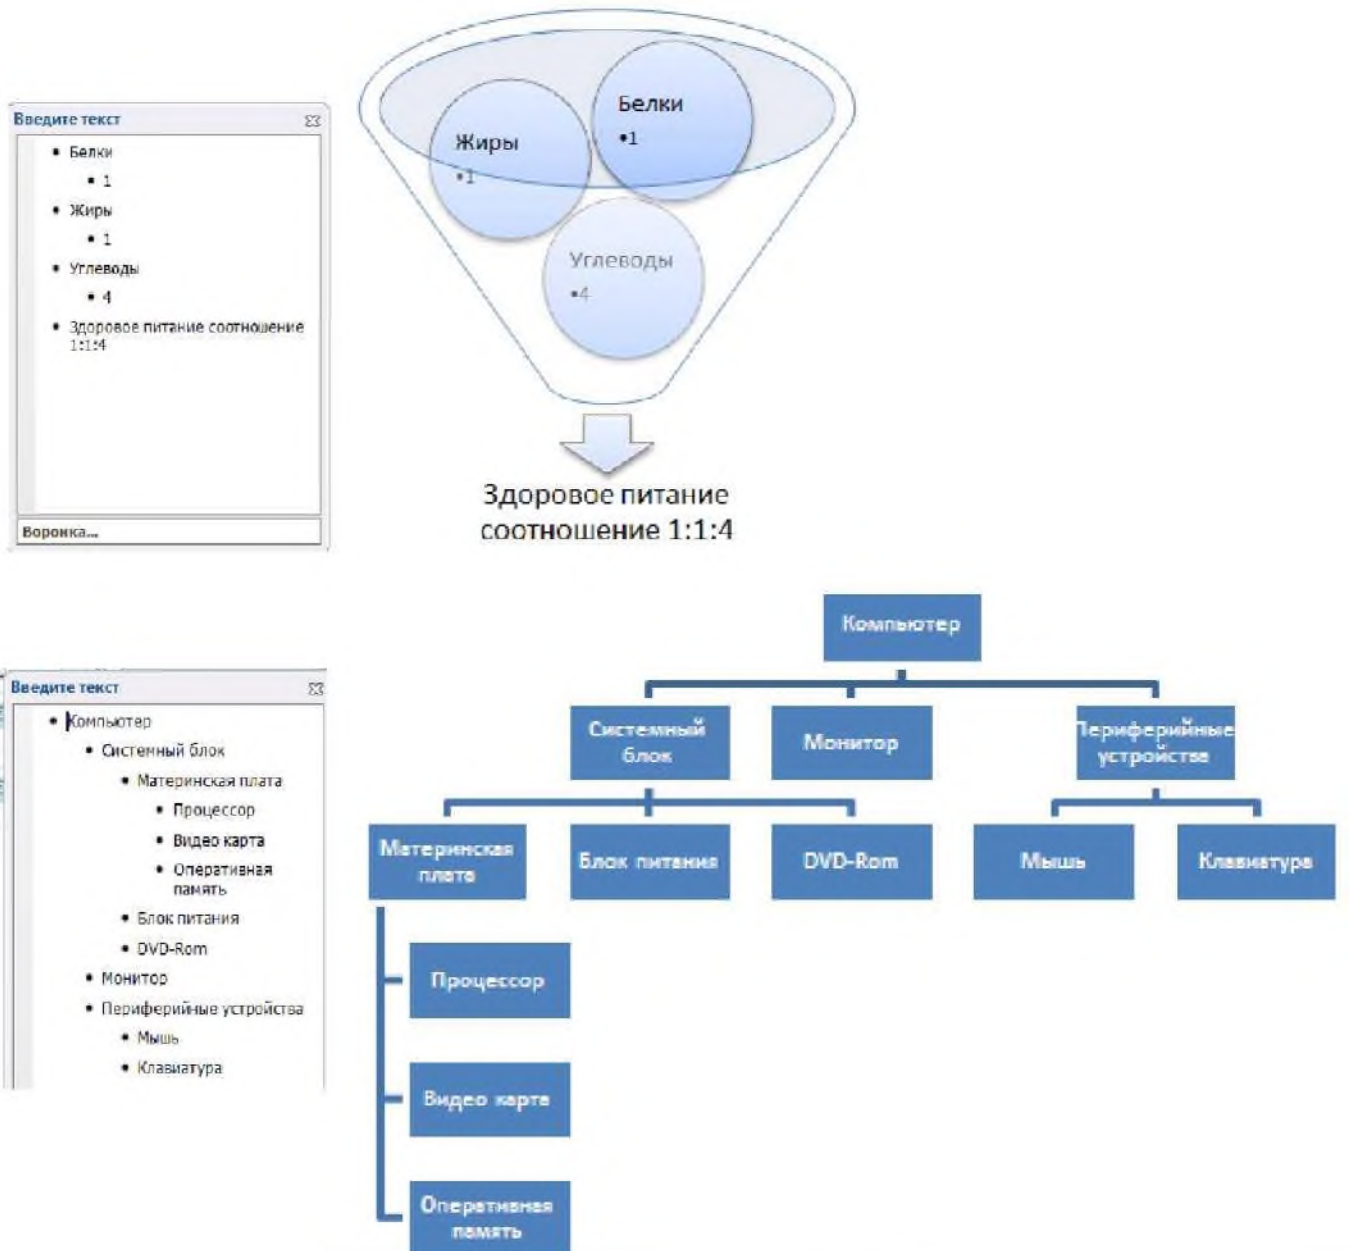 Введите текст
• Белки
• 1
• Жиры
• 1
• Углеводы
• 4
• Здоровое питание соотношение
1:1:4
Воронка...
Белки
•1
Жиры
•1
Углеводы
•4
Здоровое питание
соотношение 1:1:4
Введите текст
• Компьютер
• Системный блок
• Материнская плата
• Процессор
• Видео карта
• Оперативная
память
• Блок питания
• DVD-Rom
• Монитор
• Периферийные устройства
• Мышь
• Клавиатура
Компьютер
Системный
блок
Монитор
Периферийные
устройства
Материнская
плата
Блок питания
DVD-Rom
Мышь
Клавиатура
Процессор
Видео карта
Оперативная
память